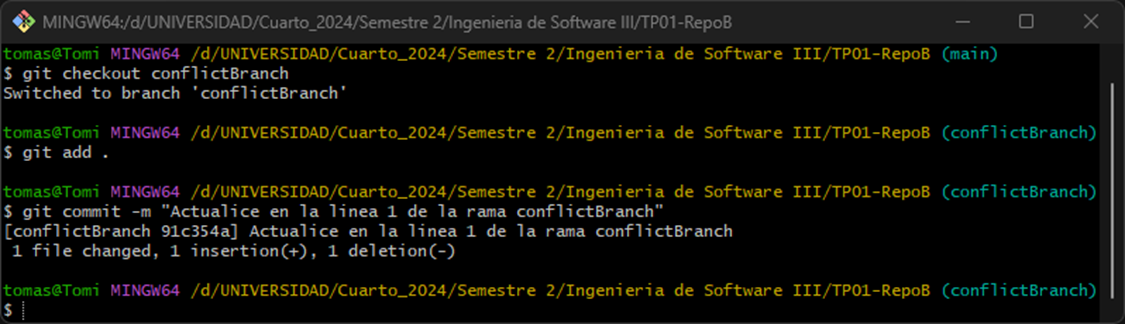 MINGW64:/d/UNIVERSIDAD/Cuarto_2024/Semestre 2/Ingenieria de Software III/TP01-RepoB
tomas@Tomi MINGW64 /d/UNIVERSIDAD/Cuarto_2024/Semestre 2/Ingenieria de Software III/TP01-RepoB (main)
$ git checkout conflictBranch
Switched to branch 'conflictBranch'
tomas@Tomi MINGW64 /d/UNIVERSIDAD/Cuarto_2024/Semestre 2/Ingenieria de Software III/TP01-RepoB (conflictBranch)
$ git add .
tomas@Tomi MINGW64 /d/UNIVERSIDAD/Cuarto_2024/Semestre 2/Ingenieria de Software III/TP01-RepoB (conflictBranch)
$ git commit -m "Actualice en la linea 1 de la rama conflictBranch"
[conflictBranch 91c354a] Actualice en la linea 1 de la rama conflictBranch
 1 file changed, 1 insertion(+), 1 deletion(-)
tomas@Tomi MINGW64 /d/UNIVERSIDAD/Cuarto_2024/Semestre 2/Ingenieria de Software III/TP01-RepoB (conflictBranch)
$